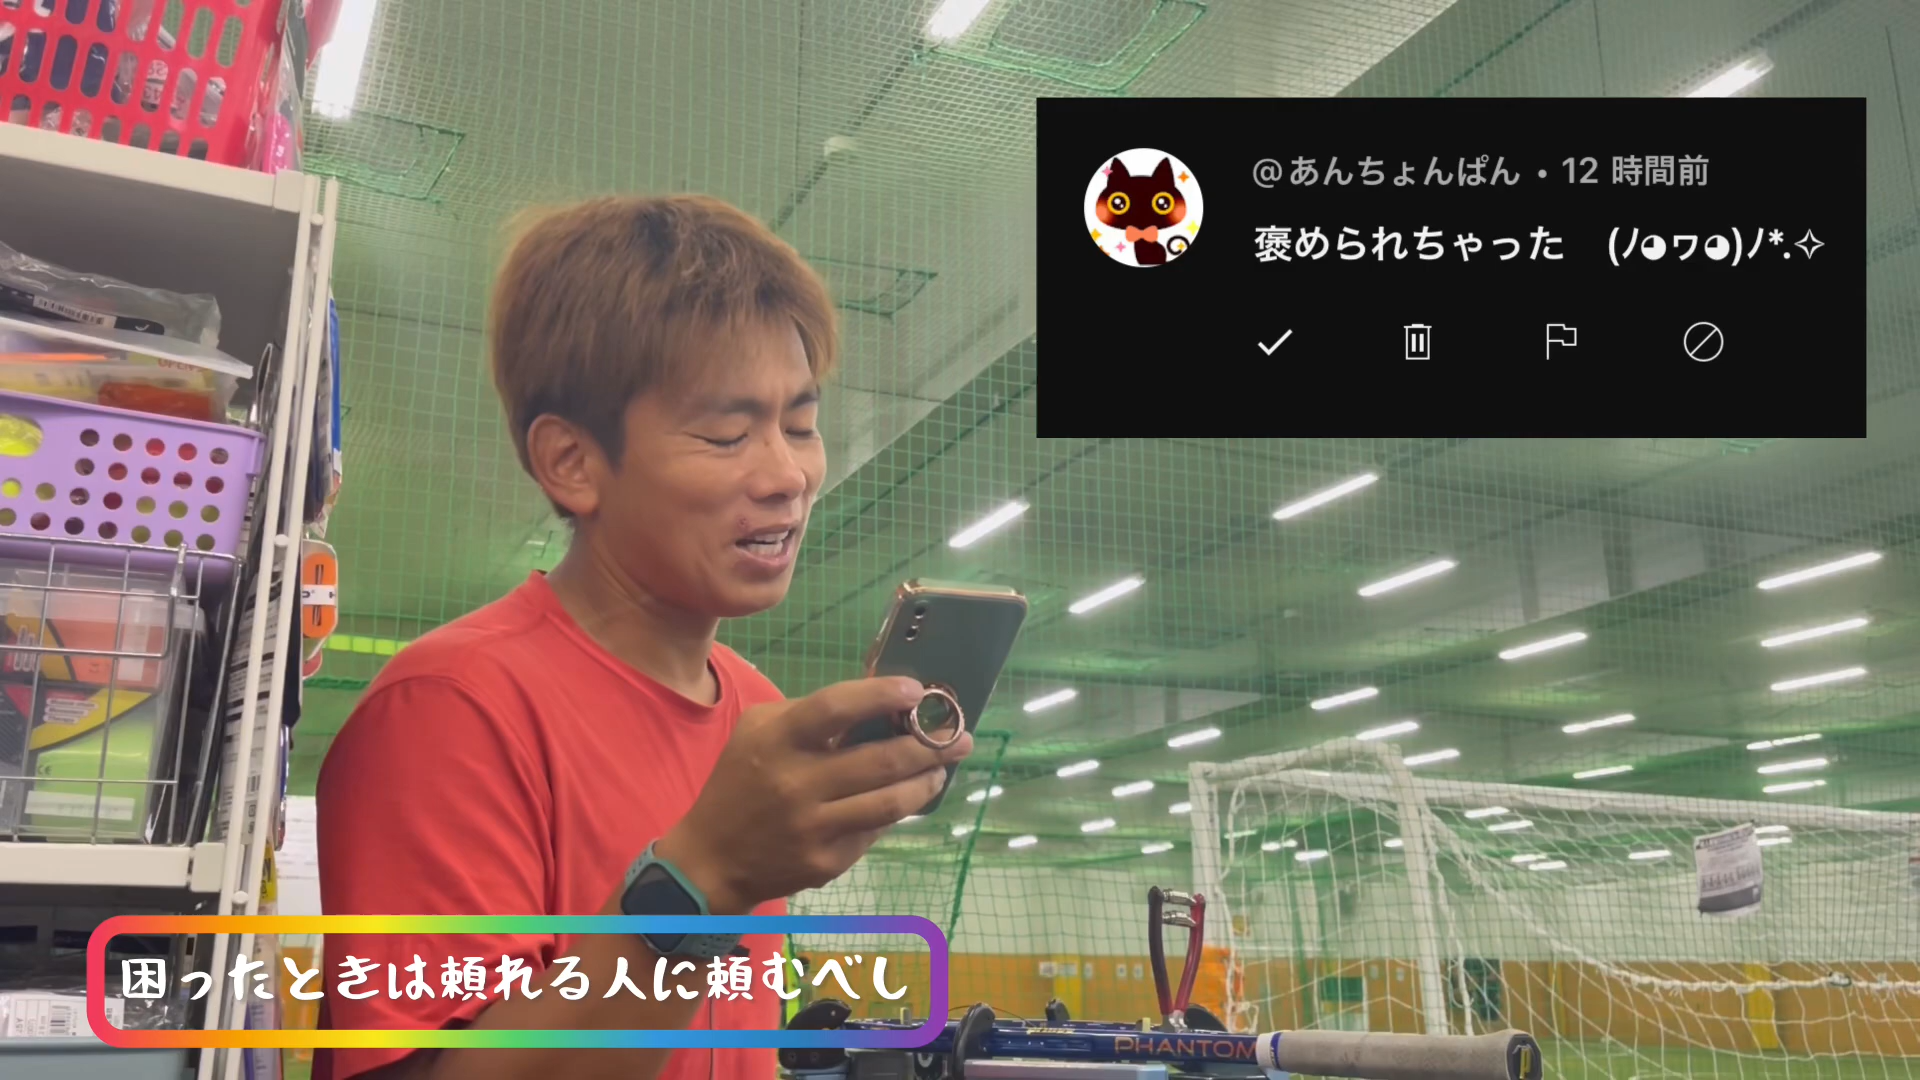 @あんちょんぱん・12 時間前
褒められちゃった　(ﾉ◕ヮ◕)ﾉ*.✧
困ったときは頼れる人に頼むべし
PHANTOM